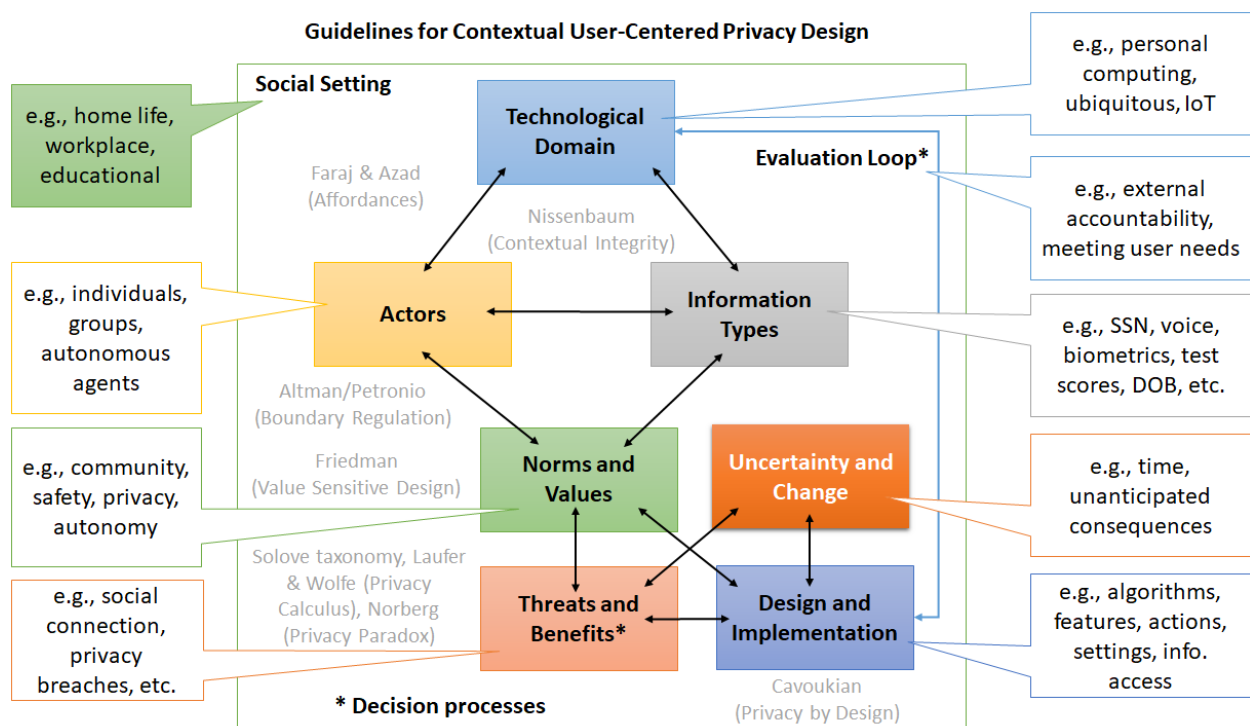 Guidelines for Contextual User-Centered Privacy Design
Social Setting
e.g., home life,
workplace,
educational
Technological
Domain
e.g., personal
computing,
ubiquitous, IoT
Evaluation Loop*
Faraj & Azad
(Affordances)
Nissenbaum
(Contextual Integrity)
e.g., external
accountability,
meeting user needs
e.g., individuals,
groups,
autonomous
agents
Actors
Information
Types
e.g., SSN, voice,
biometrics, test
scores, DOB, etc.
Altman/Petronio
(Boundary Regulation)
Friedman
(Value Sensitive Design)
e.g., community,
safety, privacy,
autonomy
Norms and
Values
Uncertainty and
Change
e.g., time,
unanticipated
consequences
Solove taxonomy, Laufer
& Wolfe (Privacy
Calculus), Norberg
(Privacy Paradox)
e.g., social
connection,
privacy
breaches, etc.
Threats and
Benefits*
Design and
Implementation
e.g., algorithms,
features, actions,
settings, info.
access
* Decision processes
Cavoukian
(Privacy by Design)